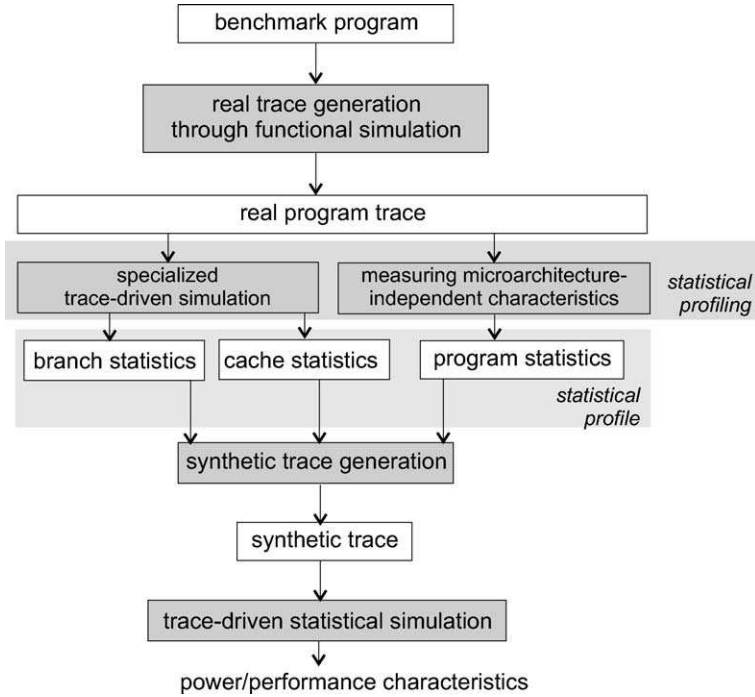 benchmark program
real trace generation
through functional simulation
real program trace
specialized
trace-driven simulation
measuring microarchitecture-
independent characteristics
statistical
profiling
branch statistics
cache statistics
program statistics
statistical
profile
synthetic trace generation
synthetic trace
trace-driven statistical simulation
power/performance characteristics